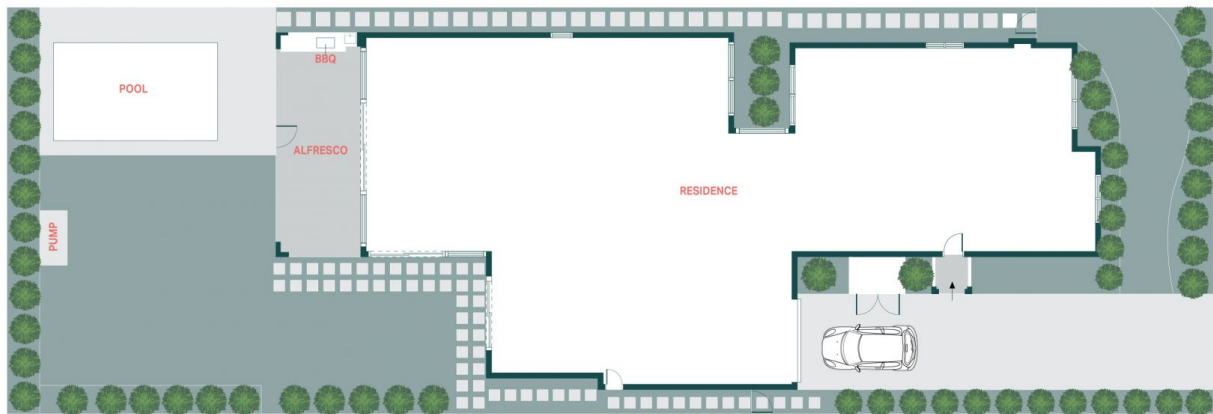 BBQ
POOL
ALFRESCO
RESIDENCE
PUMP